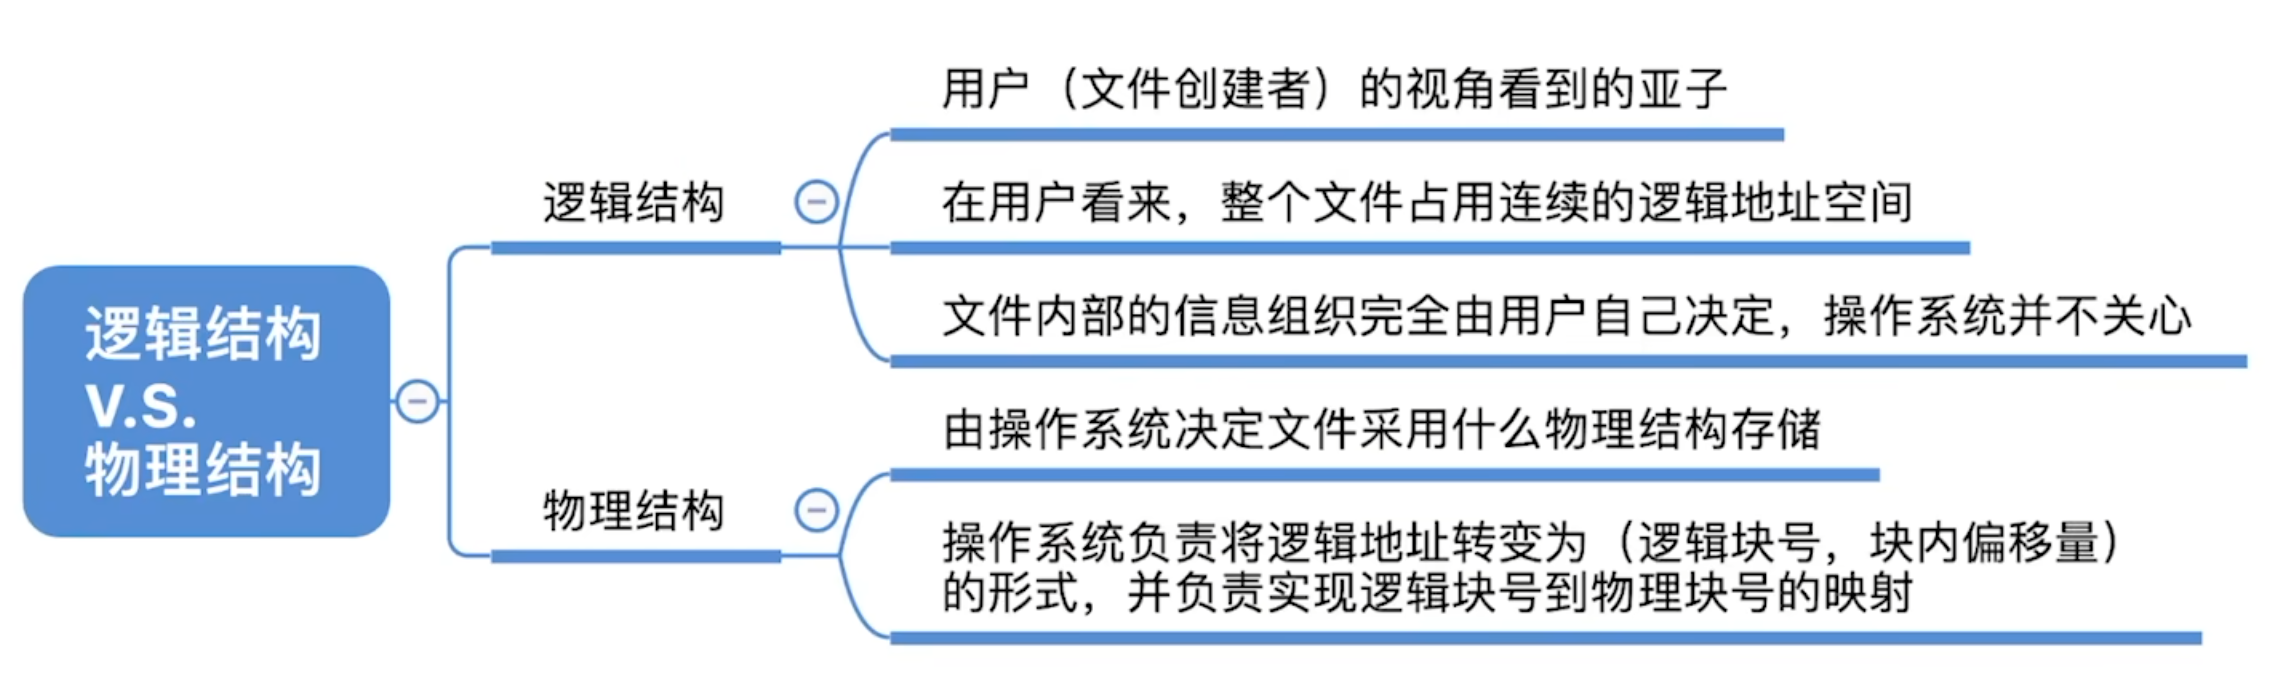 逻辑结构
V.S.
物理结构
逻辑结构
用户（文件创建者）的视角看到的亚子
在用户看来，整个文件占用连续的逻辑地址空间
文件内部的信息组织完全由用户自己决定，操作系统并不关心
物理结构
由操作系统决定文件采用什么物理结构存储
操作系统负责将逻辑地址转变为（逻辑块号，块内偏移量）
的形式，并负责实现逻辑块号到物理块号的映射